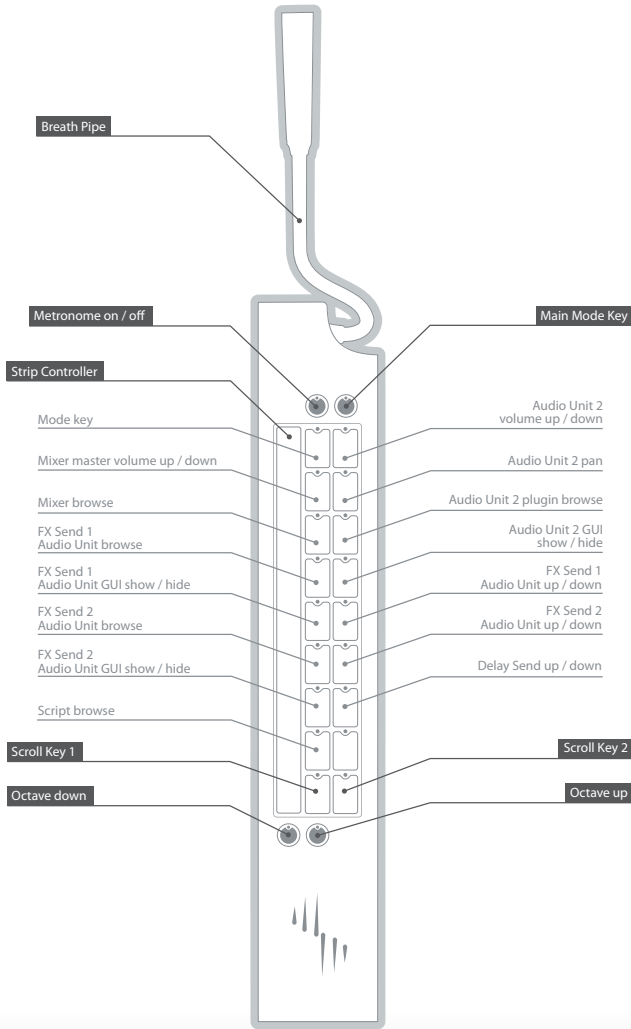 Breath Pipe
Metronome on / off
Main Mode Key
Strip Controller
Mode key
Mixer master volume up / down
Mixer browse
FX Send 1
Audio Unit browse
FX Send 1
Audio Unit GUI show / hide
FX Send 2
Audio Unit browse
FX Send 2
Audio Unit GUI show / hide
Script browse
Scroll Key 1
Octave down
Audio Unit 2
volume up / down
Audio Unit 2 pan
Audio Unit 2 plugin browse
Audio Unit 2 GUI
show / hide
FX Send 1
Audio Unit up / down
FX Send 2
Audio Unit up / down
Delay Send up / down
Scroll Key 2
Octave up